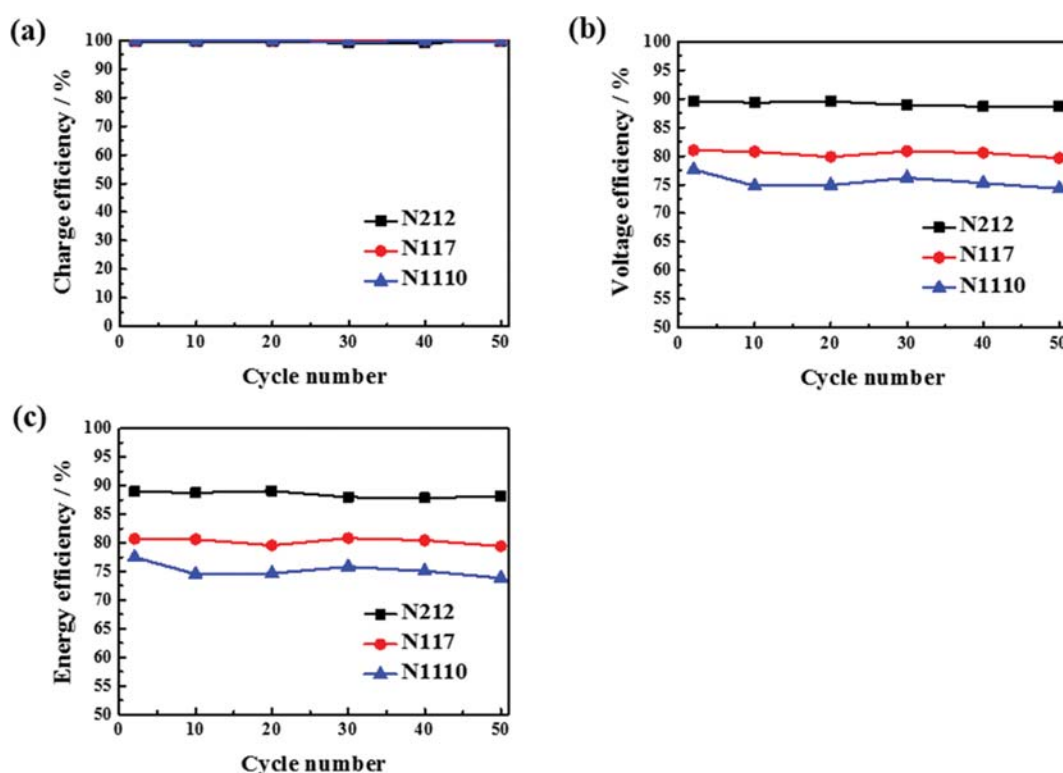 (a)
100
90
80
70
60
50
40
30
20
10
0
Charge efficiency / %
N212
N117
N1110
0 10 20 30 40 50
Cycle number
(b)
100
95
90
85
80
75
70
65
60
55
50
Voltage efficiency / %
N212
N117
N1110
0 10 20 30 40 50
Cycle number
(c)
100
95
90
85
80
75
70
65
60
55
50
Energy efficiency / %
N212
N117
N1110
0 10 20 30 40 50
Cycle number